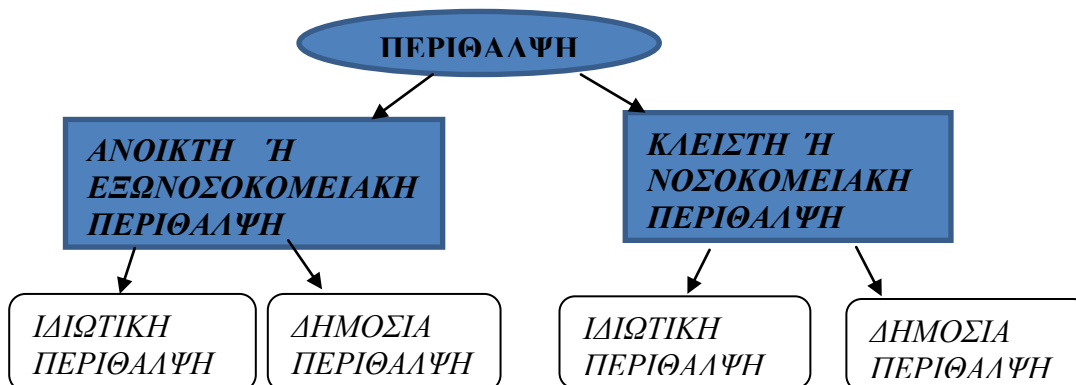 ΠΕΡΙΘΑΛΨΗ
ΑΝΟΙΚΤΗ Ή
ΕΞΩΝΟΣΟΚΟΜΕΙΑΚΗ
ΠΕΡΙΘΑΛΨΗ
ΚΛΕΙΣΤΗ Ή
ΝΟΣΟΚΟΜΕΙΑΚΗ
ΠΕΡΙΘΑΛΨΗ
ΙΔΙΩΤΙΚΗ
ΠΕΡΙΘΑΛΨΗ
ΔΗΜΟΣΙΑ
ΠΕΡΙΘΑΛΨΗ
ΙΔΙΩΤΙΚΗ
ΠΕΡΙΘΑΛΨΗ
ΔΗΜΟΣΙΑ
ΠΕΡΙΘΑΛΨΗ